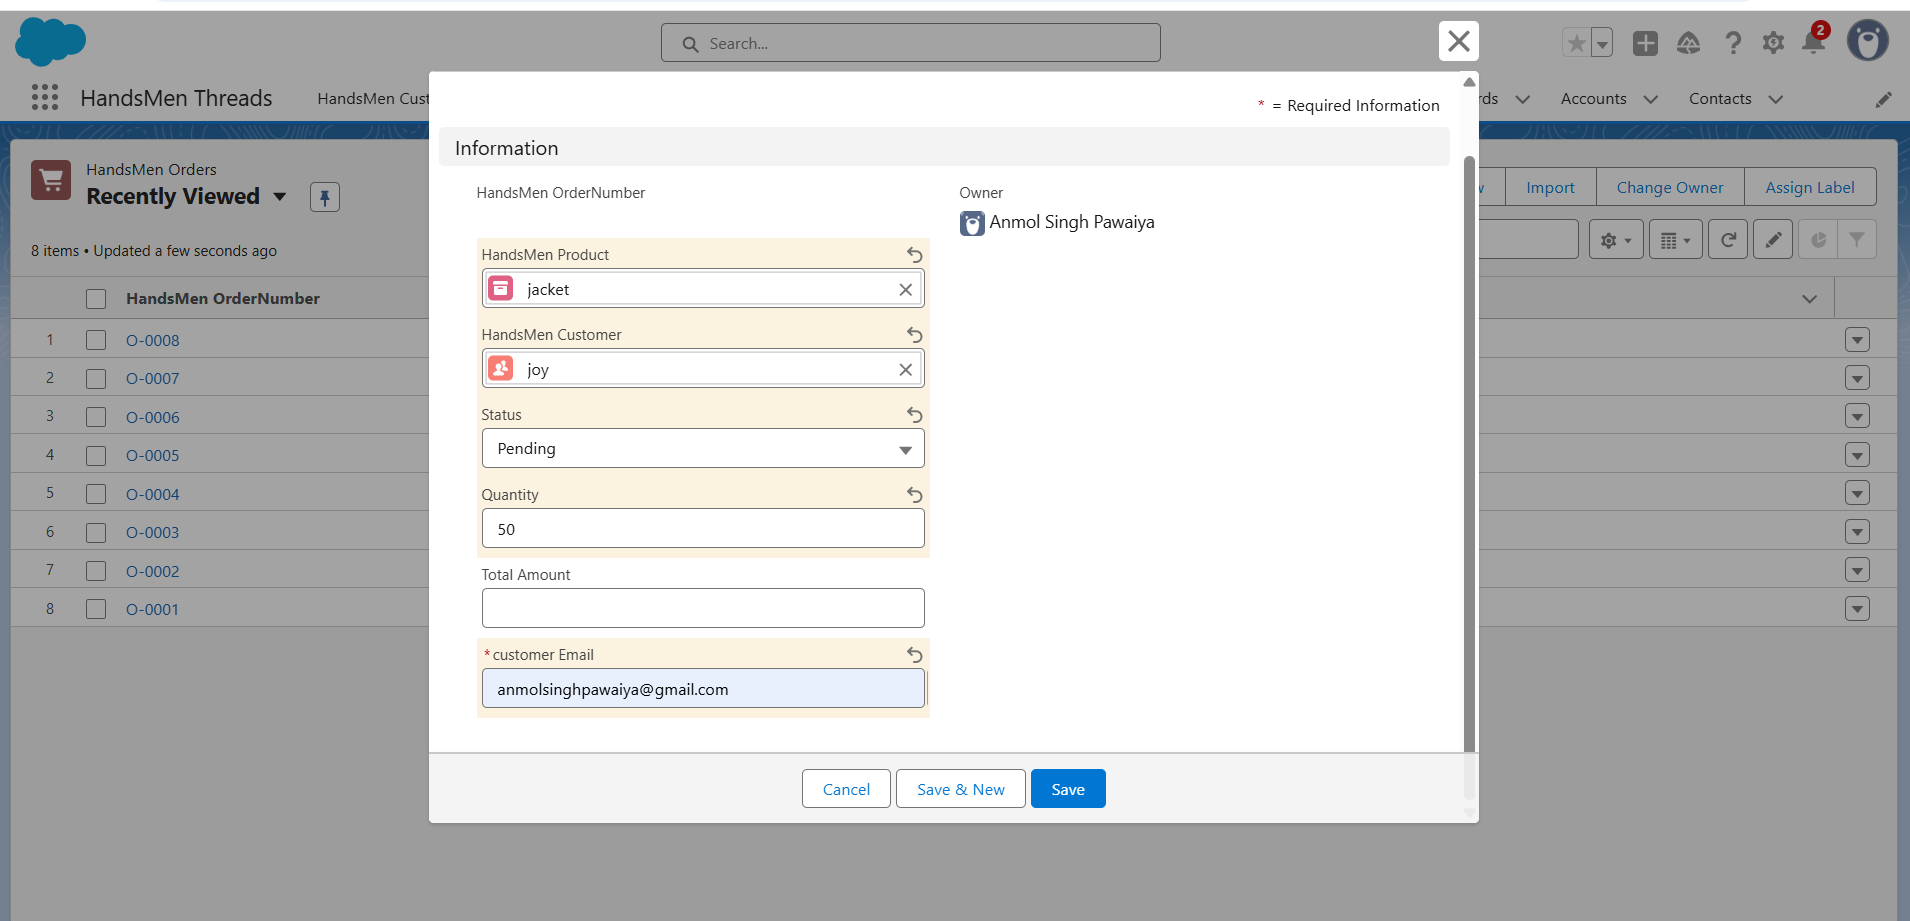 Search...
2
HandsMen Threads
HandsMen Cust
rds
Accounts
Contacts
* = Required Information
Information
HandsMen Orders
Recently Viewed
Import
Change Owner
Assign Label
8 items • Updated a few seconds ago
HandsMen OrderNumber
1 O-0008
2 O-0007
3 O-0006
4 O-0005
5 O-0004
6 O-0003
7 O-0002
8 O-0001
HandsMen OrderNumber
Owner
Anmol Singh Pawaiya
HandsMen Product
jacket
HandsMen Customer
joy
Status
Pending
Quantity
50
Total Amount
*customer Email
anmolsinghpawaiya@gmail.com
Cancel
Save & New
Save